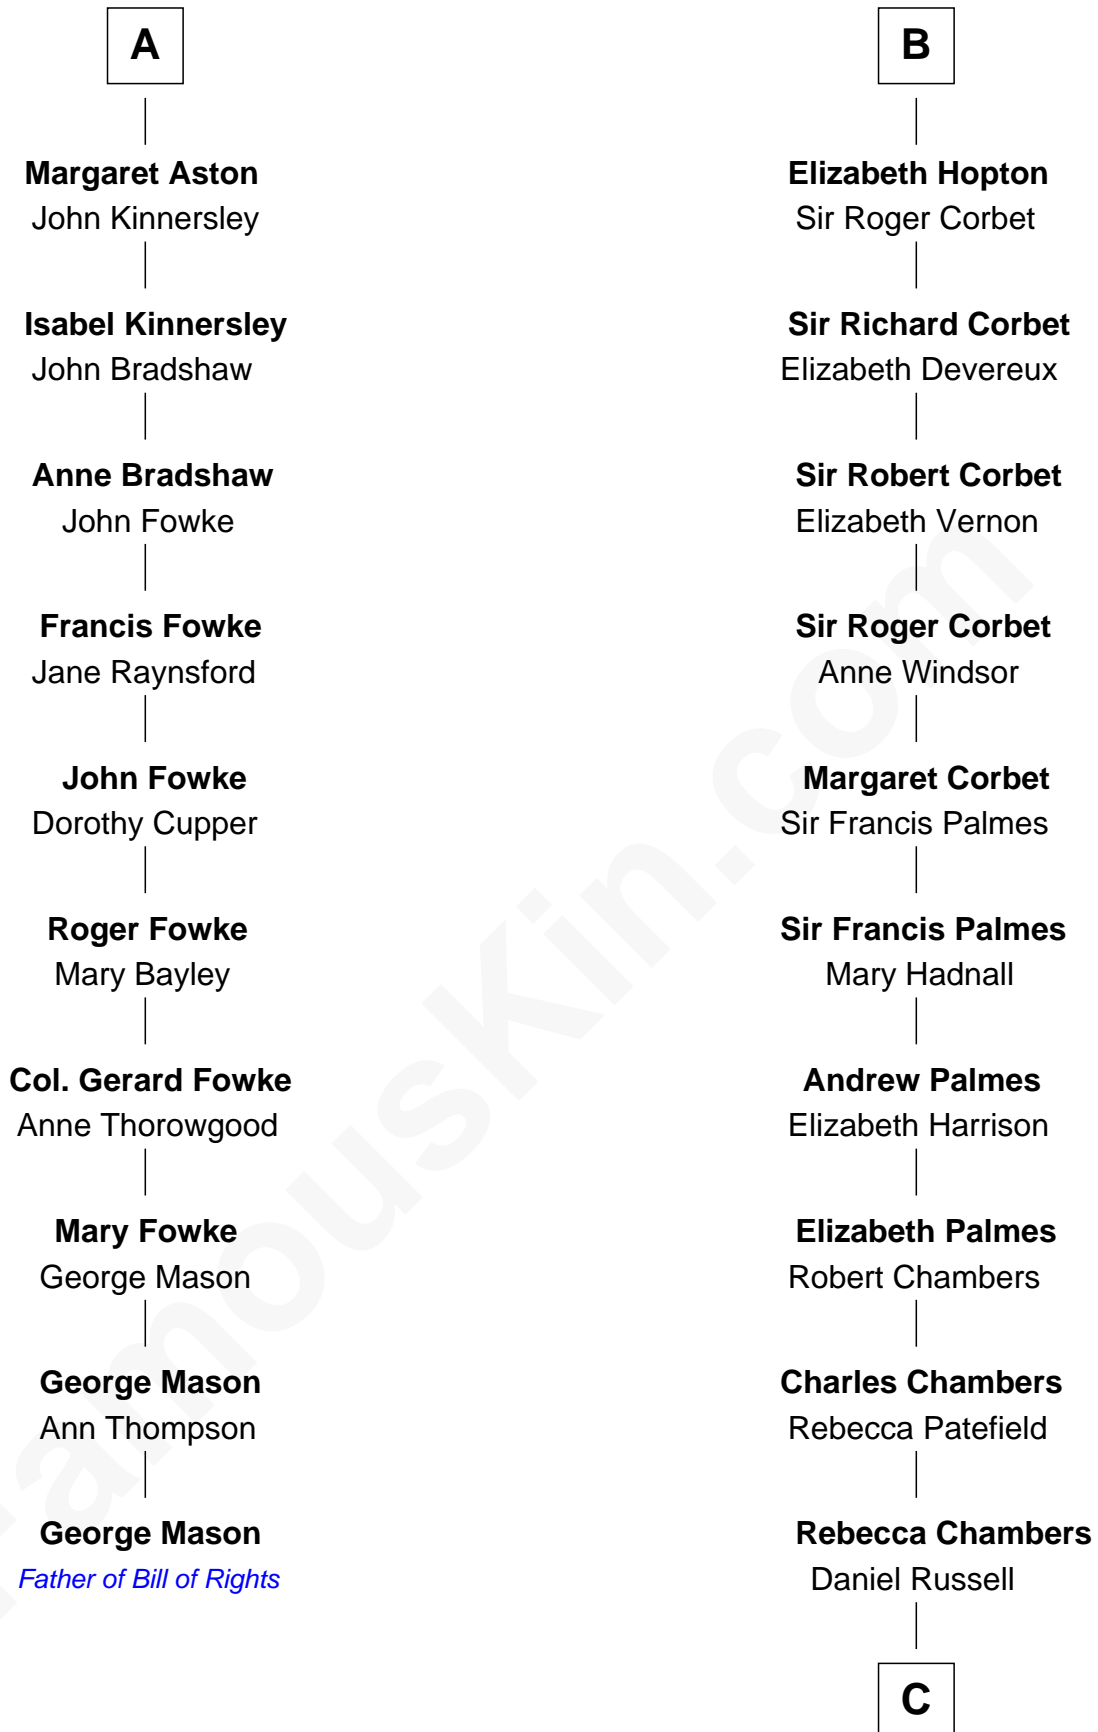 A
Margaret Aston
John Kinnersley
Isabel Kinnersley
John Bradshaw
Anne Bradshaw
John Fowke
Francis Fowke
Jane Raynsford
John Fowke
Dorothy Cupper
Roger Fowke
Mary Bayley
Col. Gerard Fowke
Anne Thorowgood
Mary Fowke
George Mason
George Mason
Ann Thompson
George Mason
Father of Bill of Rights
B
Elizabeth Hopton
Sir Roger Corbet
Sir Richard Corbet
Elizabeth Devereux
Sir Robert Corbet
Elizabeth Vernon
Sir Roger Corbet
Anne Windsor
Margaret Corbet
Sir Francis Palmes
Sir Francis Palmes
Mary Hadnall
Andrew Palmes
Elizabeth Harrison
Elizabeth Palmes
Robert Chambers
Charles Chambers
Rebecca Patefield
Rebecca Chambers
Daniel Russell
C
FamousKin.com